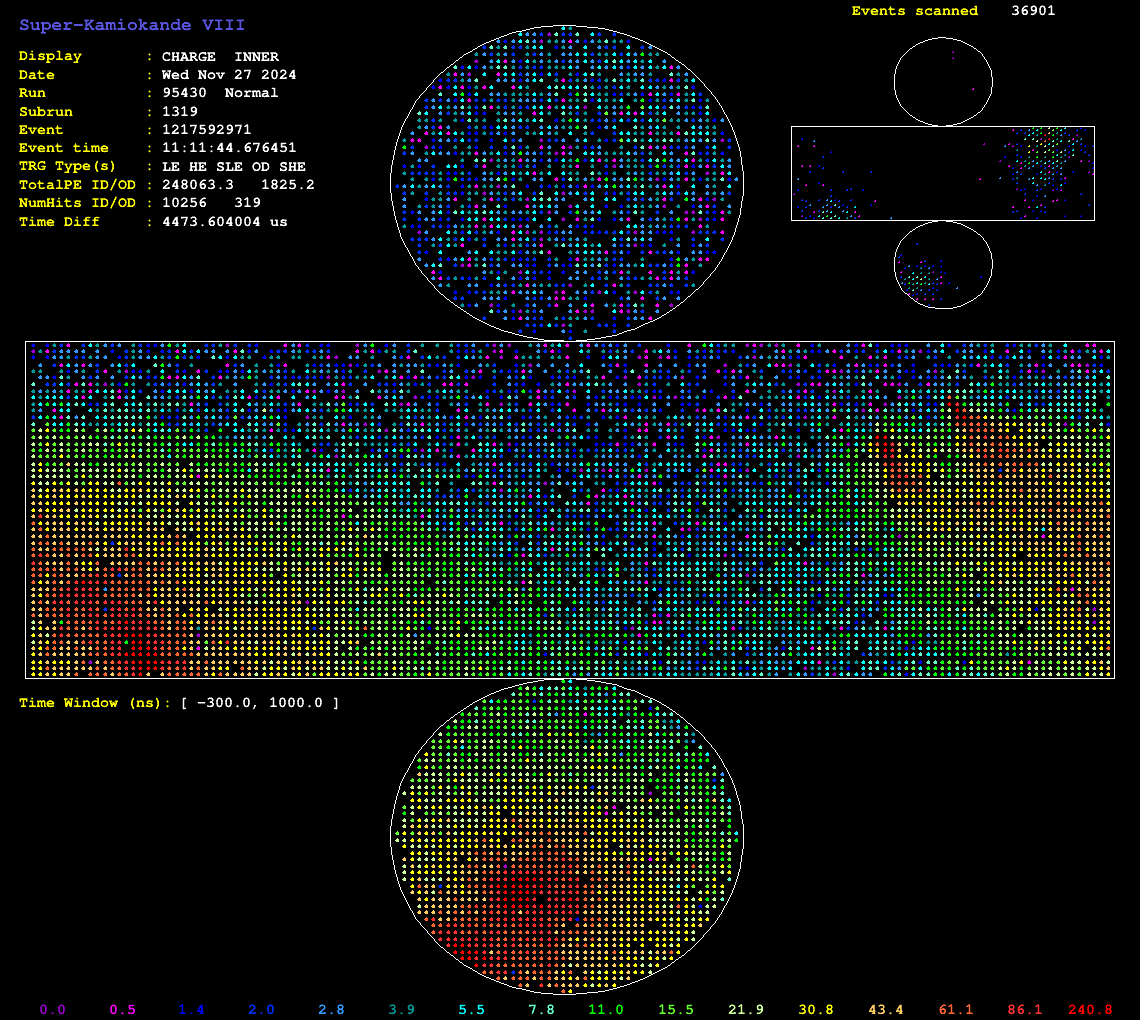 Super-Kamiokande VIII
Events scanned 36901
Display : CHARGE INNER
Date : Wed Nov 27 2024
Run : 95430 Normal
Subrun : 1319
Event : 1217592971
Event time : 11:11:44.676451
TRG Type(s) : LE HE SLE OD SHE
TotalPE ID/OD : 248063.3 1825.2
NumHits ID/OD : 10256 319
Time Diff : 4473.604004 us
Time Window (ns): [ -300.0, 1000.0 ]
0.0 0.5 1.4 2.0 2.8 3.9 5.5 7.8 11.0 15.5 21.9 30.8 43.4 61.1 86.1 240.8